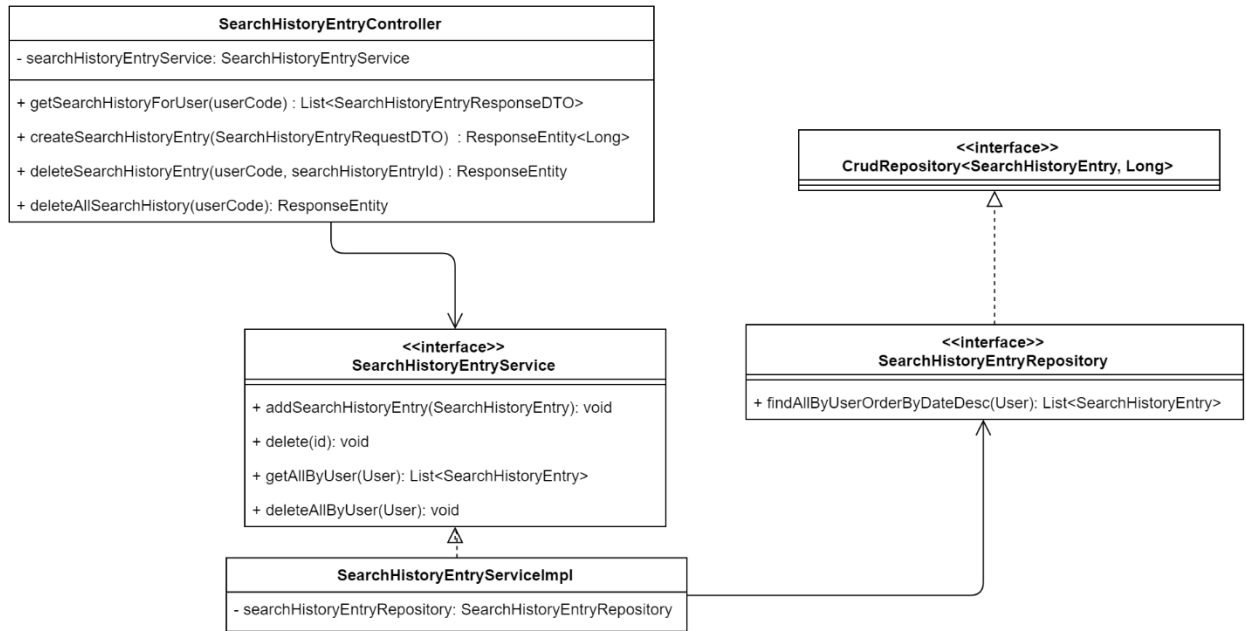 SearchHistoryEntryController
- searchHistoryEntryService: SearchHistoryEntryService
+ getSearchHistoryForUser(userCode) : List<SearchHistoryEntryResponseDTO>
+ createSearchHistoryEntry(SearchHistoryEntryRequestDTO) : ResponseEntity<Long>
+ deleteSearchHistoryEntry(userCode, searchHistoryEntryId) : ResponseEntity
+ deleteAllSearchHistory(userCode): ResponseEntity
<<interface>>
CrudRepository<SearchHistoryEntry, Long>
<<interface>>
SearchHistoryEntryService
+ addSearchHistoryEntry(SearchHistoryEntry): void
+ delete(id): void
+ getAllByUser(User): List<SearchHistoryEntry>
+ deleteAllByUser(User): void
<<interface>>
SearchHistoryEntryRepository
+ findAllByUserOrderByDateDesc(User): List<SearchHistoryEntry>
SearchHistoryEntryServiceImpl
- searchHistoryEntryRepository: SearchHistoryEntryRepository